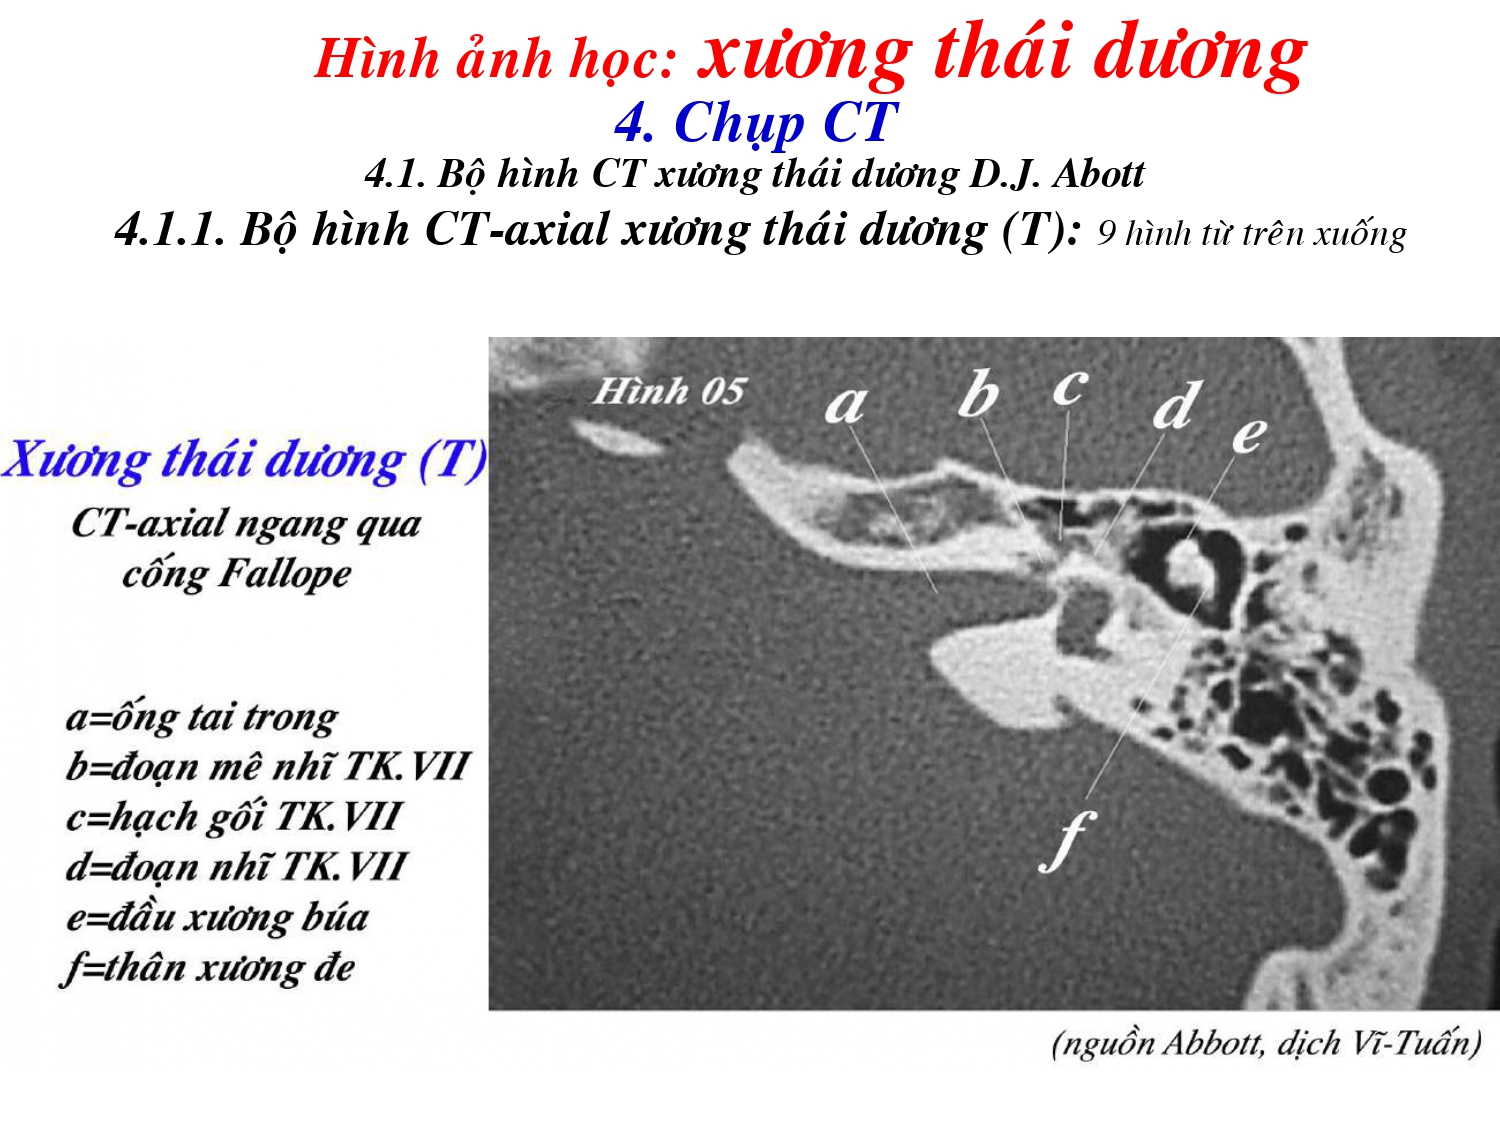 Hình ảnh học: xương thái dương
4. Chụp CT
4.1. Bộ hình CT xương thái dương D.J. Abott
4.1.1. Bộ hình CT-axial xương thái dương (T): 9 hình từ trên xuống
Hình 05
a
b
c
d
e
f
Xương thái dương (T)
CT-axial ngang qua
cống Fallope
a=ống tai trong
b=đoạn mê nhĩ TK.VII
c=hạch gối TK.VII
d=đoạn nhĩ TK.VII
e=đầu xương búa
f=thân xương đe
(nguồn Abbott, dịch Vĩ-Tuấn)